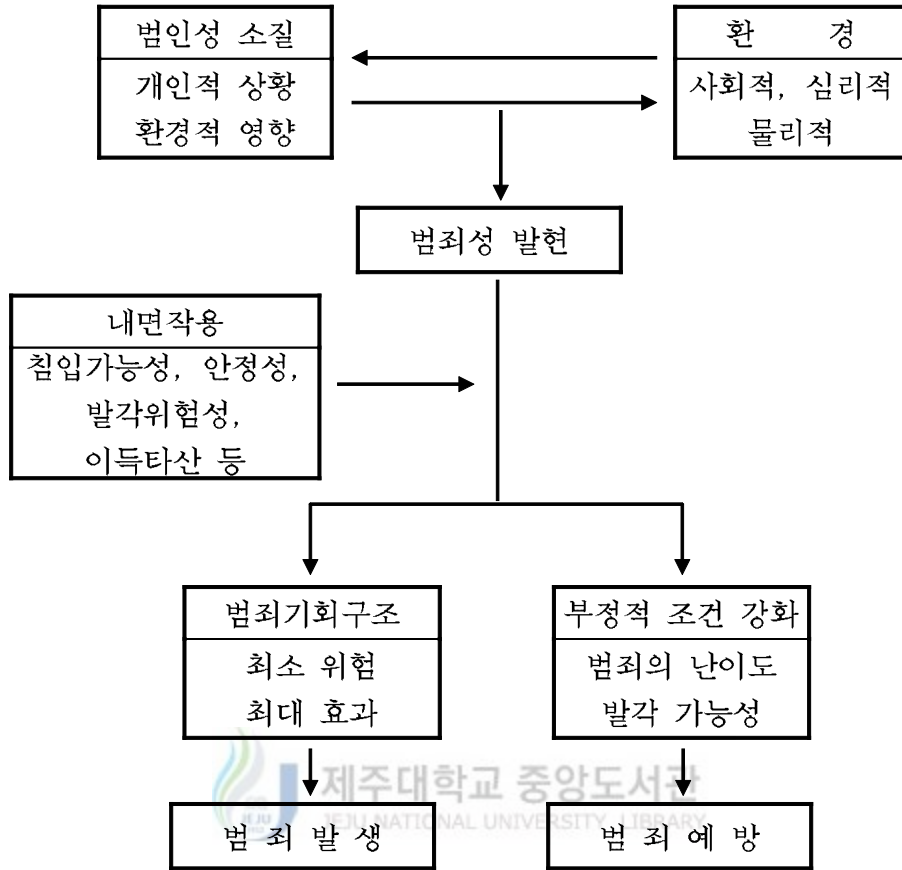 범인성 소질
개인적 상황
환경적 영향
환 경
사회적, 심리적
물리적
범죄성 발현
내면작용
침입가능성, 안정성,
발각위험성,
이득타산 등
범죄기회구조
최소 위험
최대 효과
부정적 조건 강화
범죄의 난이도
발각 가능성
제주대학교 중앙도서관
JEJU NATIONAL UNIVERSITY LIBRARY
JEJU
1952
범 죄 발 생
범 죄 예 방